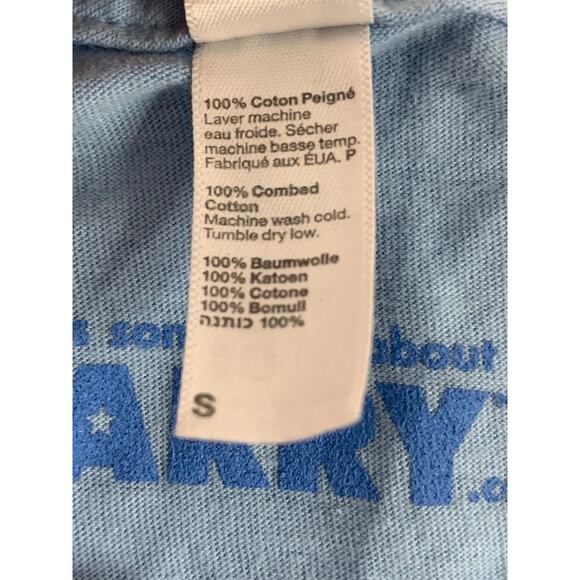 100% Coton Peigné
Laver machine
eau froide. Sécher
machine basse temp.
Fabriqué aux ÉUA. P
100% Combed
Cotton
Machine wash cold.
Tumble dry low.
100% Baumwolle
100% Katoen
100% Cotone
100% Bomull
100% כותנה
S
about
ARRY